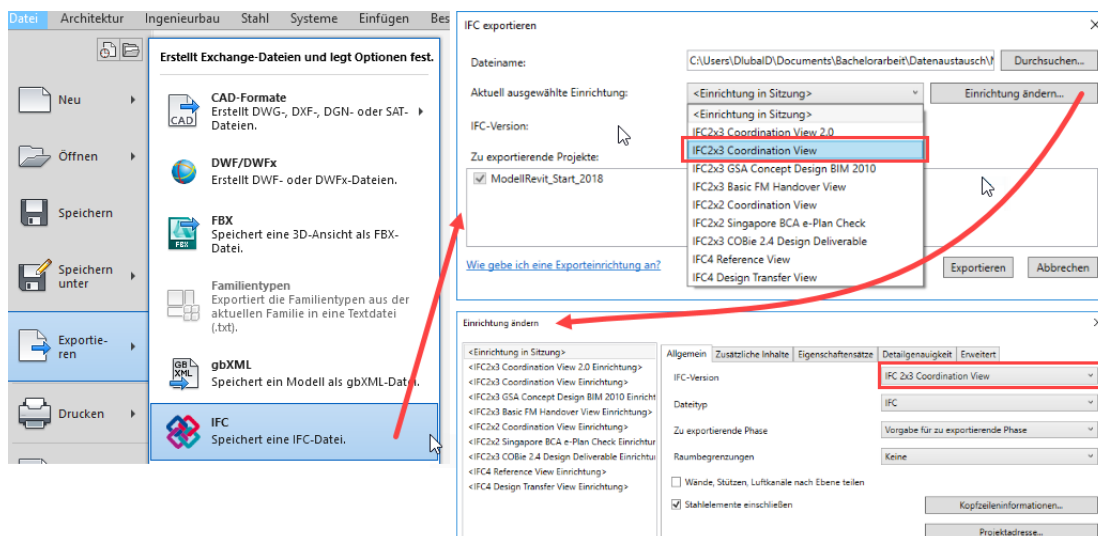 Datei Architektur Ingenieurbau Stahl Systeme Einfügen Bes
Erstellt Exchange-Dateien und legt Optionen fest.
Neu
Öffnen
Speichern
Speichern
unter
Exportie-
ren
Drucken
CAD
CAD-Formate
Erstellt DWG-, DXF-, DGN- oder SAT-
Dateien.
DWF/DWFx
Erstellt DWF- oder DWFx-Dateien.
FBX
FBX
Speichert eine 3D-Ansicht als FBX-
Datei.
Familientypen
Exportiert die Familientypen aus der
aktuellen Familie in eine Textdatei
(.txt).
GB
XML
gbXML
Speichert ein Modell als gbXML-Datei.
IFC
Speichert eine IFC-Datei.
IFC exportieren
Dateiname:
C:\Users\DlubalD\Documents\Bachelorarbeit\Datenaustausch\
Durchsuchen...
Aktuell ausgewählte Einrichtung:
<Einrichtung in Sitzung>
Einrichtung ändern...
IFC-Version:
Zu exportierende Projekte:
ModellRevit_Start_2018
<Einrichtung in Sitzung>
IFC2x3 Coordination View 2.0
IFC2x3 Coordination View
IFC2x3 GSA Concept Design BIM 2010
IFC2x3 Basic FM Handover View
IFC2x2 Coordination View
IFC2x2 Singapore BCA e-Plan Check
IFC2x3 COBie 2.4 Design Deliverable
IFC4 Reference View
IFC4 Design Transfer View
Wie gebe ich eine Exporteinrichtung an?
Exportieren
Abbrechen
Einrichtung ändern
<Einrichtung in Sitzung>
<IFC2x3 Coordination View 2.0 Einrichtung>
<IFC2x3 Coordination View Einrichtung>
<IFC2x3 GSA Concept Design BIM 2010 Einricht
<IFC2x3 Basic FM Handover View Einrichtung>
<IFC2x2 Coordination View Einrichtung>
<IFC2x2 Singapore BCA e-Plan Check Einrichtur
<IFC2x3 COBie 2.4 Design Deliverable Einrichtu
<IFC4 Reference View Einrichtung>
<IFC4 Design Transfer View Einrichtung>
Allgemein Zusätzliche Inhalte Eigenschaftensätze Detailgenauigkeit Erweitert
IFC-Version
IFC 2x3 Coordination View
Dateityp
IFC
Zu exportierende Phase
Vorgabe für zu exportierende Phase
Raumbegrenzungen
Keine
Wände, Stützen, Luftkanäle nach Ebene teilen
Stahlelemente einschließen
Kopfzeileninformationen...
Projektadresse...